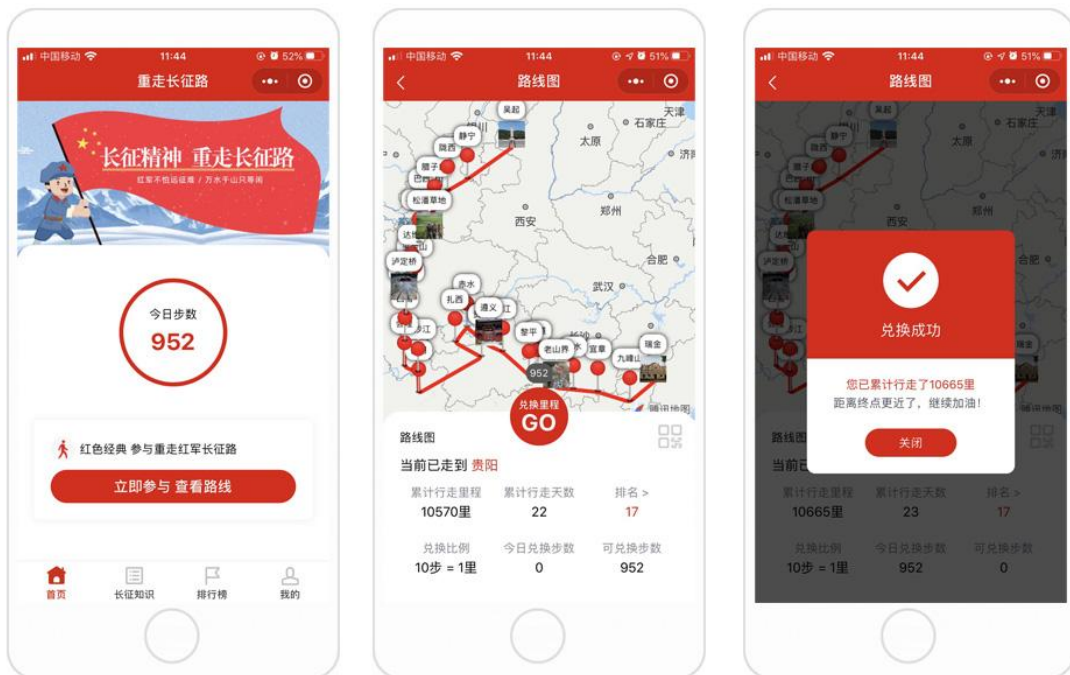 中国移动
11:44
52%
重走长征路
长征精神 重走长征路
红军不怕远征难 / 万水千山只等闲
今日步数
952
红色经典 参与重走红军长征路
立即参与 查看路线
首页
长征知识
排行榜
我的
中国移动
11:44
51%
路线图
吴起
天津
石家庄
静宁
太原
陇西
腊子
松潘草地
西安
郑州
泸定桥
合肥
武汉
赤水
扎西
遵义
江
黎平
老山界
水
宜章
瑞金
九峰山
952
兑换里程
GO
腾讯地图
路线图
当前已走到 贵阳
累计行走里程
累计行走天数
排名 >
10570里
22
17
兑换比例
今日兑换步数
可兑换步数
10步 = 1里
0
952
中国移动
11:44
51%
路线图
吴起
天津
石家庄
静宁
太原
陇西
腊子
松潘草地
西安
郑州
泸定桥
合肥
兑换成功
瑞金
您已累计行走了10665里
距离终点更近了，继续加油！
关闭
路线图
当前已
累计行走里程
累计行走天数
排名 >
10665里
23
17
兑换比例
今日兑换步数
可兑换步数
10步 = 1里
952
0